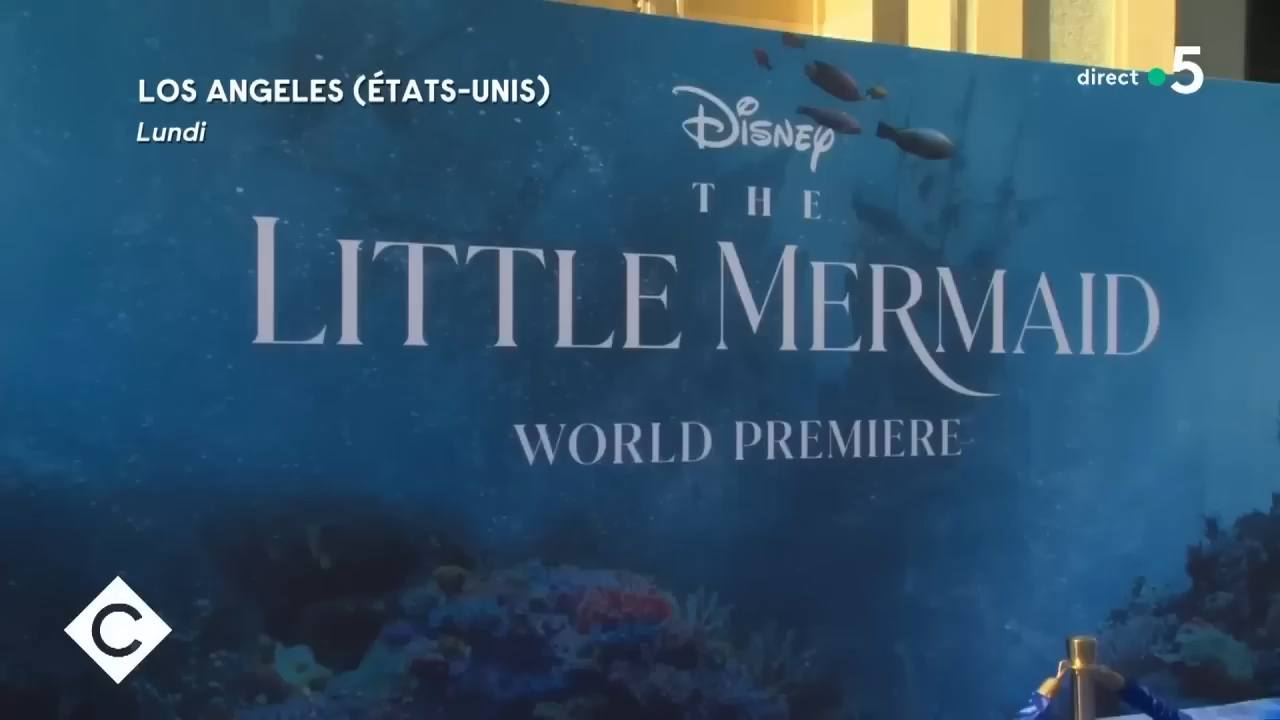 LOS ANGELES (ÉTATS-UNIS)
Lundi
direct 5
DISNEY
THE
LITTLE MERMAID
WORLD PREMIERE
C